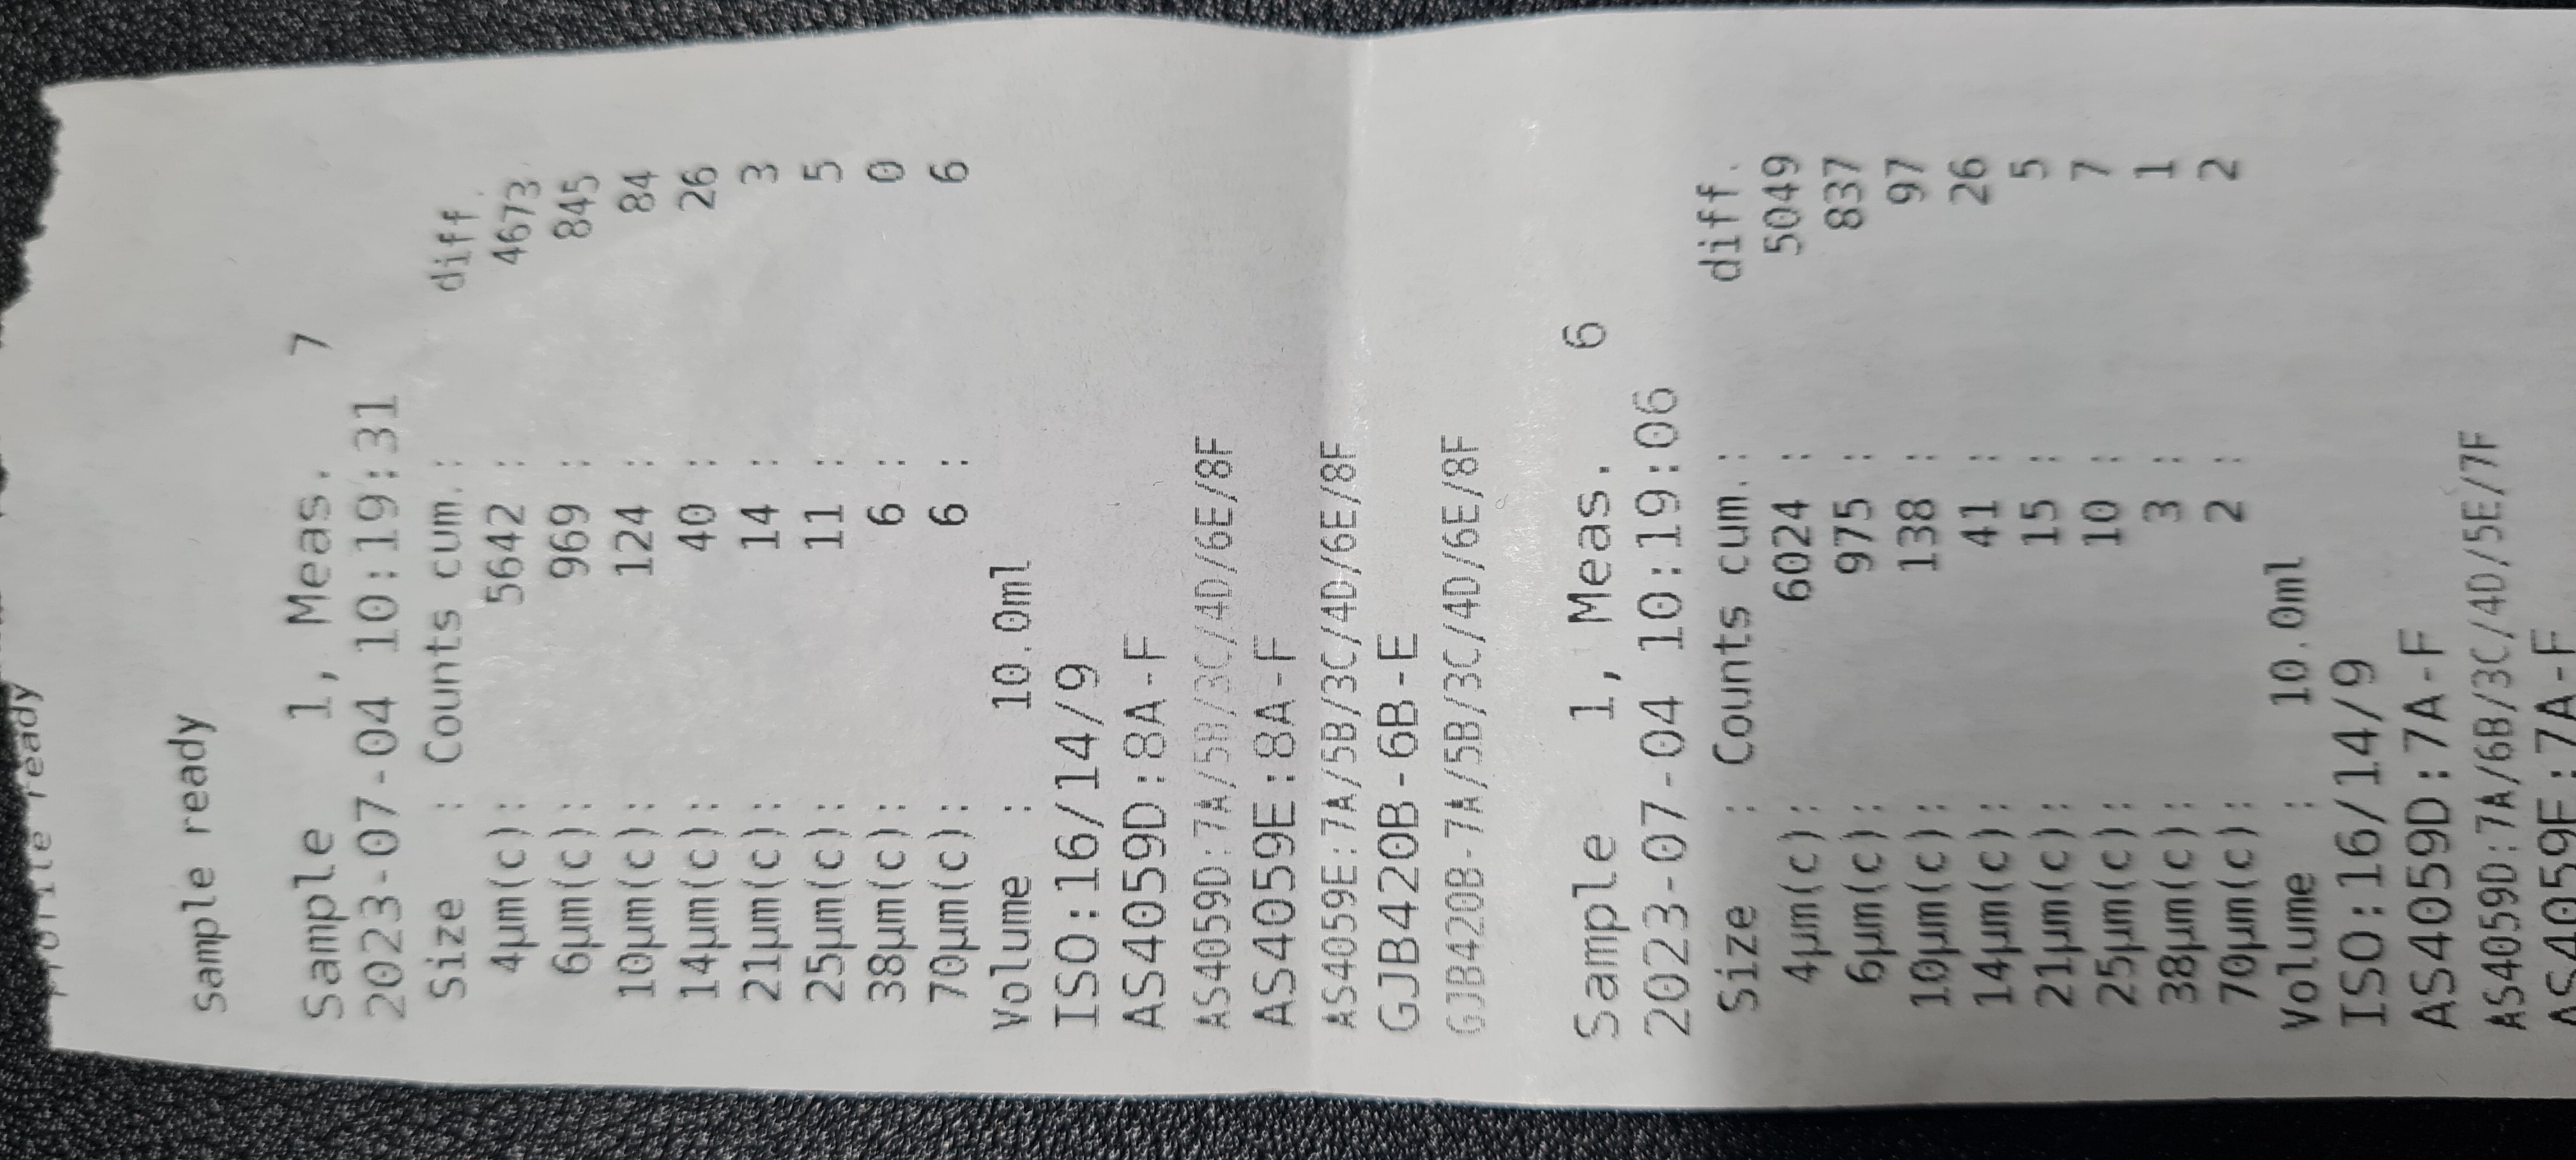 Profile ready
Sample ready
Sample 1, Meas. 7
2023-07-04 10:19:31
Size : Counts cum.: diff.
4µm(c): 5642 : 4673
6µm(c): 969 : 845
10µm(c): 124 : 84
14µm(c): 40 : 26
21µm(c): 14 : 3
25µm(c): 11 : 5
38µm(c): 6 : 0
70µm(c): 6 : 6
Volume : 10.0ml
ISO:16/14/9
AS4059D:8A-F
AS4059D:7A/5B/3C/4D/6E/8F
AS4059E:8A-F
AS4059E:7A/5B/3C/4D/6E/8F
GJB420B-6B-E
GJB420B-7A/5B/3C/4D/6E/8F
Sample 1, Meas. 6
2023-07-04 10:19:06
Size : Counts cum.: diff.
4µm(c): 6024 : 5049
6µm(c): 975 : 837
10µm(c): 138 : 97
14µm(c): 41 : 26
21µm(c): 15 : 5
25µm(c): 10 : 7
38µm(c): 3 : 1
70µm(c): 2 : 2
Volume : 10.0ml
ISO:16/14/9
AS4059D:7A-F
AS4059D:7A/6B/3C/4D/5E/7F
AS4059E:7A-F